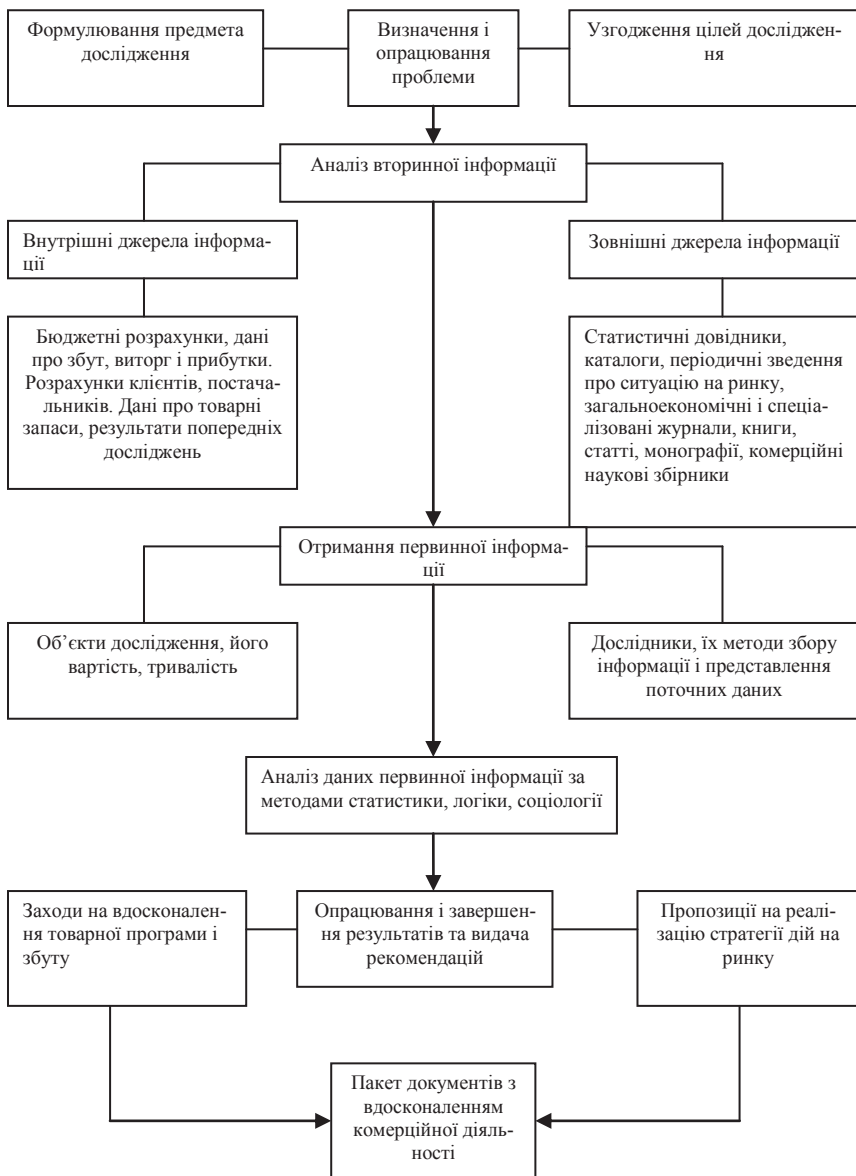 Формулювання предмета
дослідження
Визначення і
опрацювання
проблеми
Узгодження цілей досліджен-
ня
Аналіз вторинної інформації
Внутрішні джерела інформа-
ції
Зовнішні джерела інформації
Бюджетні розрахунки, дані
про збут, виторг і прибутки.
Розрахунки клієнтів, постача-
льників. Дані про товарні
запаси, результати попередніх
досліджень
Статистичні довідники,
каталоги, періодичні зведення
про ситуацію на ринку,
загальноекономічні і спеціа-
лізовані журнали, книги,
статті, монографії, комерційні
наукові збірники
Отримання первинної інформа-
ції
Об’єкти дослідження, його
вартість, тривалість
Дослідники, їх методи збору
інформації і представлення
поточних даних
Аналіз даних первинної інформації за
методами статистики, логіки, соціології
Заходи на вдосконален-
ня товарної програми і
збуту
Опрацювання і завершен-
ня результатів та видача
рекомендацій
Пропозиції на реалі-
зацію стратегії дій на
ринку
Пакет документів з
вдосконаленням
комерційної діяль-
ності